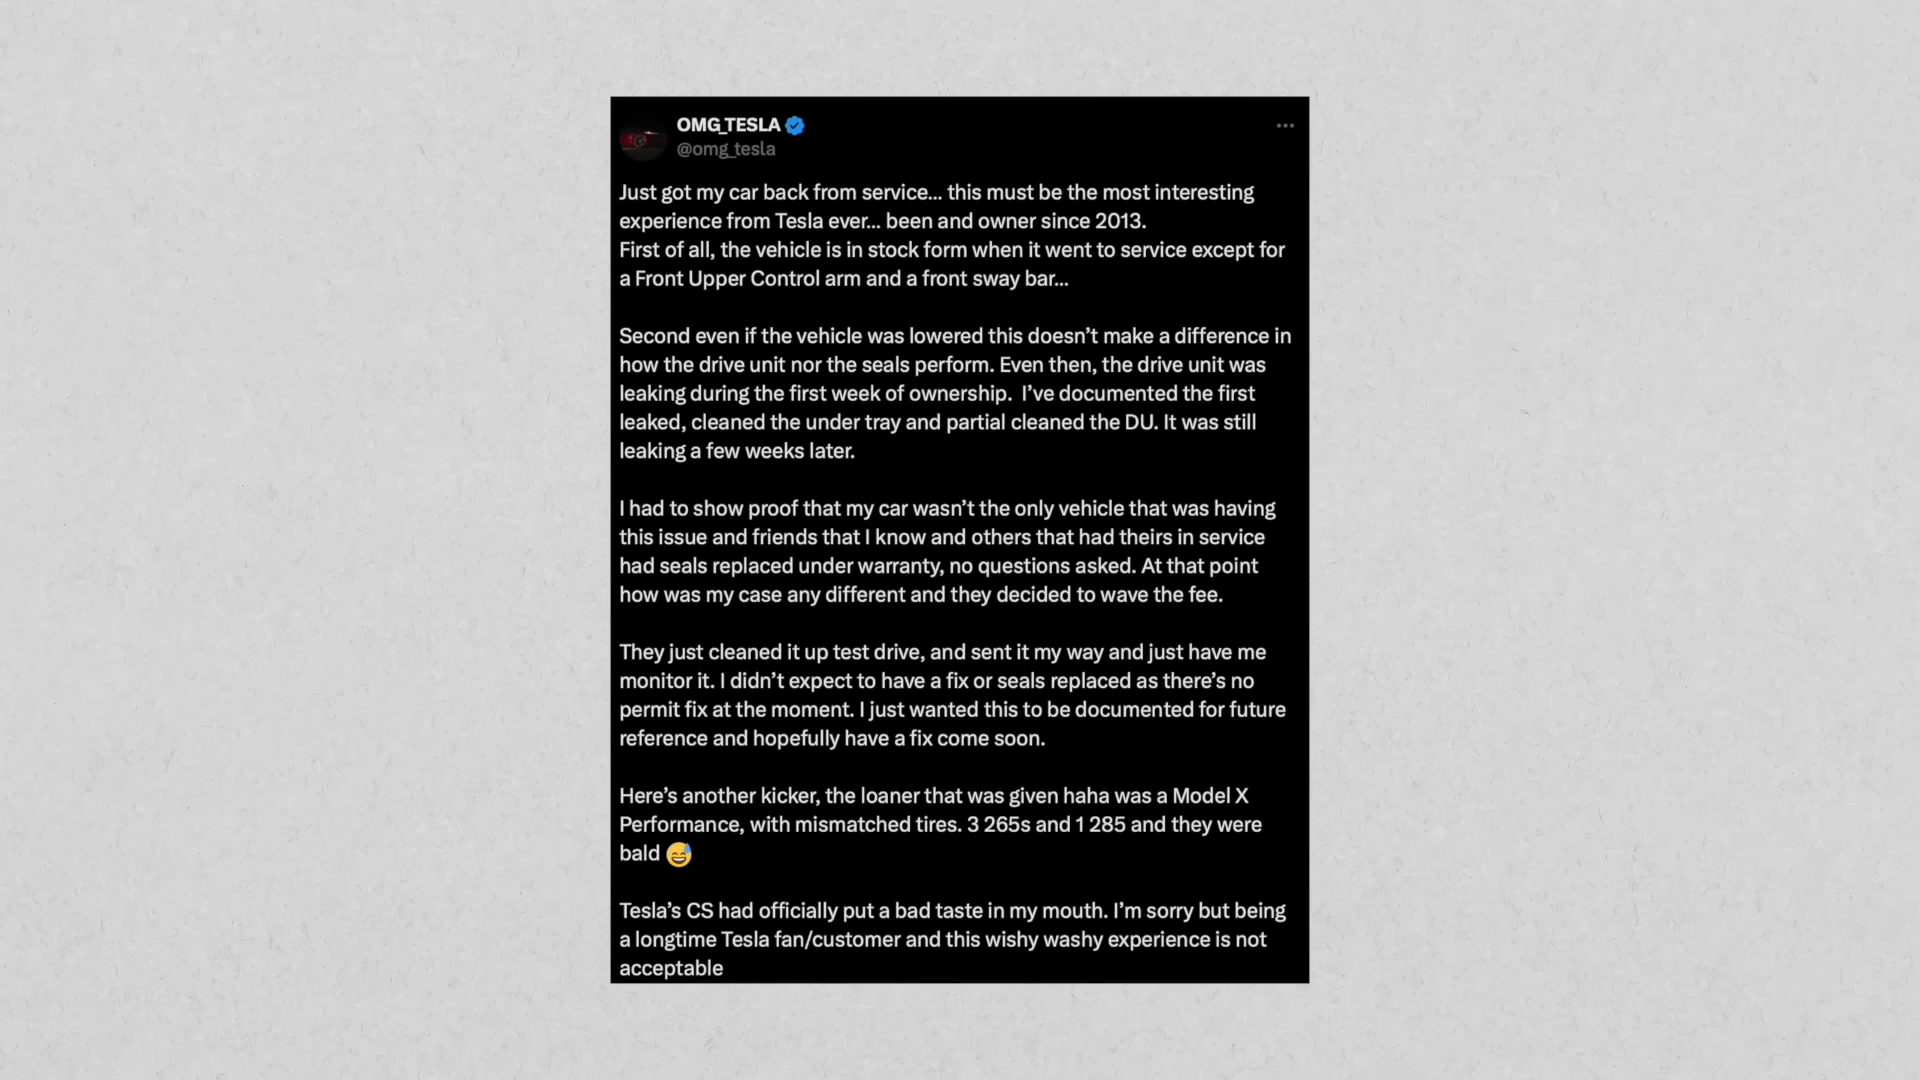 OMG_TESLA
@omg_tesla
Just got my car back from service... this must be the most interesting
experience from Tesla ever... been and owner since 2013.
First of all, the vehicle is in stock form when it went to service except for
a Front Upper Control arm and a front sway bar...
Second even if the vehicle was lowered this doesn’t make a difference in
how the drive unit nor the seals perform. Even then, the drive unit was
leaking during the first week of ownership.  I’ve documented the first
leaked, cleaned the under tray and partial cleaned the DU. It was still
leaking a few weeks later.
I had to show proof that my car wasn’t the only vehicle that was having
this issue and friends that I know and others that had theirs in service
had seals replaced under warranty, no questions asked. At that point
how was my case any different and they decided to wave the fee.
They just cleaned it up test drive, and sent it my way and just have me
monitor it. I didn’t expect to have a fix or seals replaced as there’s no
permit fix at the moment. I just wanted this to be documented for future
reference and hopefully have a fix come soon.
Here’s another kicker, the loaner that was given haha was a Model X
Performance, with mismatched tires. 3 265s and 1 285 and they were
bald 😅
Tesla’s CS had officially put a bad taste in my mouth. I’m sorry but being
a longtime Tesla fan/customer and this wishy washy experience is not
acceptable